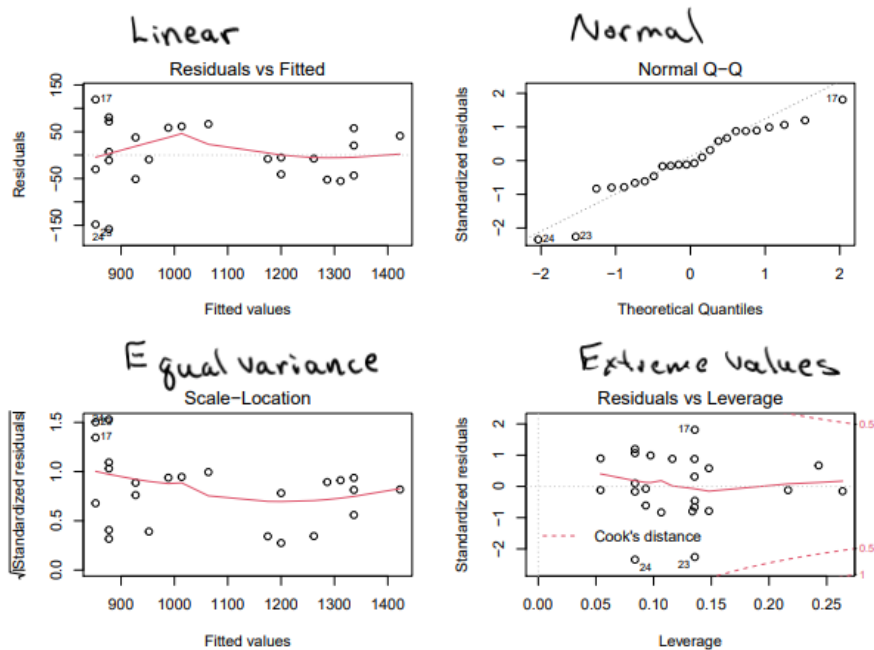 Linear
Normal
Residuals vs Fitted
Normal Q−Q
Residuals
150
50
−50
−150
17
24
23
900 1000 1100 1200 1300 1400
Fitted values
Standardized residuals
2
1
0
−1
−2
17
24
23
−2 −1 0 1 2
Theoretical Quantiles
Equal variance
Extreme values
Scale−Location
Residuals vs Leverage
√|Standardized residuals|
1.5
1.0
0.5
0.0
17
900 1000 1100 1200 1300 1400
Fitted values
Standardized residuals
2
1
0
−1
−2
17
24
23
Cook's distance
0.5
0.5
1
0.00 0.05 0.10 0.15 0.20 0.25
Leverage